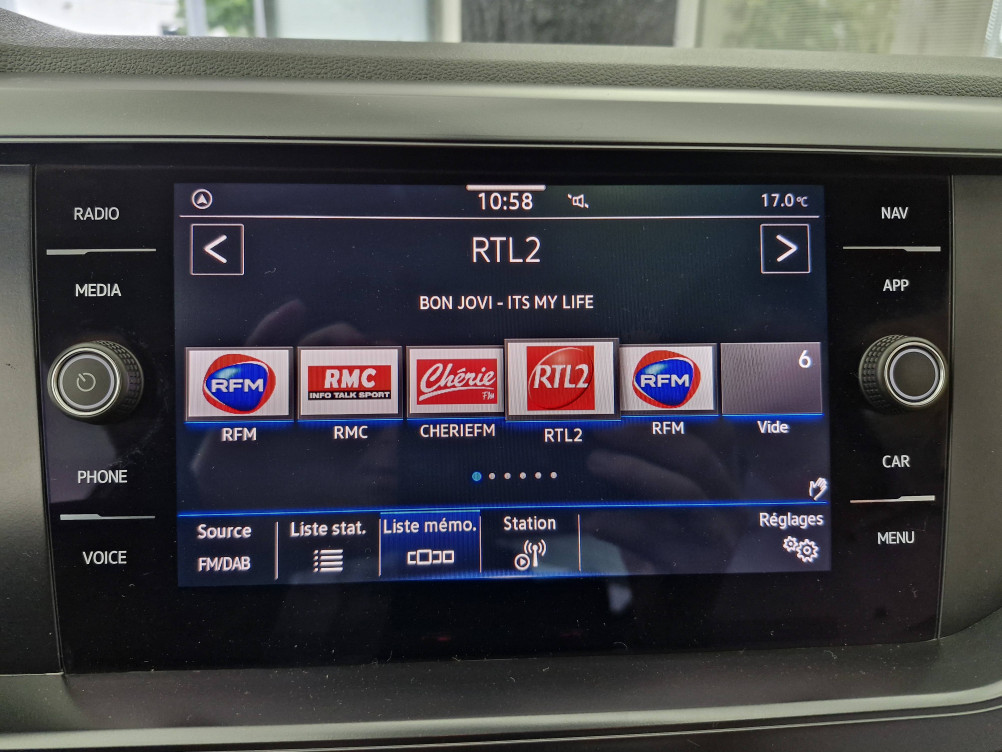 RADIO
MEDIA
PHONE
VOICE
10:58
17.0°C
<
RTL2
>
BON JOVI - ITS MY LIFE
RFM
RMC
INFO TALK SPORT
Chérie
FM
RTL2
RFM
6
RFM
RMC
CHERIEFM
RTL2
RFM
Vide
Source
FM/DAB
Liste stat.
Liste mémo.
Station
Réglages
NAV
APP
CAR
MENU